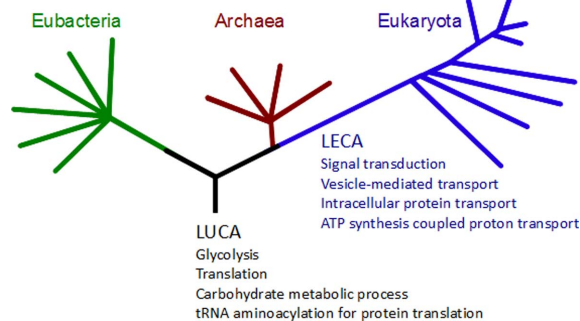 Eubacteria
Archaea
Eukaryota
LECA
Signal transduction
Vesicle-mediated transport
Intracellular protein transport
ATP synthesis coupled proton transport
LUCA
Glycolysis
Translation
Carbohydrate metabolic process
tRNA aminoacylation for protein translation